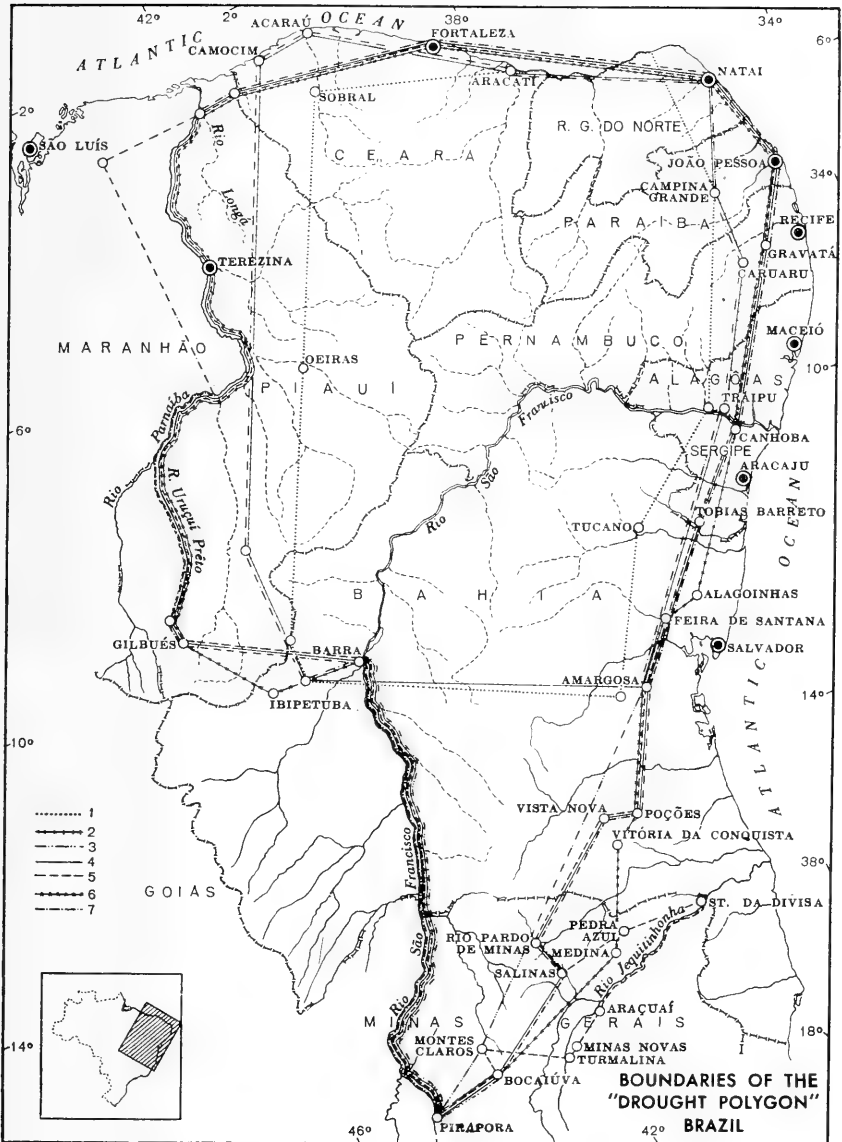 42° 2° 38° 34°
ACARAÚ
OCEAN
FORTALEZA
6°
CAMOCIM
ATLANTIC
NATAI
ARACATI
SOBRAL
2°
R. G. DO NORTE
Rio
SÃO LUÍS
CEARA
JOÃO PESSOA
34°
CAMPINA
GRANDE
Longá
PARAIBA
RECIFE
GRAVATÁ
TEREZINA
CARUARU
MACEIÓ
MARANHÃO
PERNAMBUCO
OEIRAS
10°
PIAUÍ
ALAGOAS
Parnaíba
Francisco
TRAIPU
6°
CANHOBA
SERGIPE
ARACAJU
São
Rio
R. Uruçuí Prêto
OCEAN
TOBIAS BARRETO
Rio
TUCANO
BAHIA
ALAGOINHAS
FEIRA DE SANTANA
GILBUÉS
BARRA
SALVADOR
AMARGOSA
14°
IBIPETUBA
10°
ATLANTIC
VISTA NOVA
POÇÕES
1
2
VITÓRIA DA CONQUISTA
3
4
38°
5
Francisco
6
GOIÁS
7
ST. DA DIVISA
PEDRA
AZUL
RIO PARDO
DE MINAS
MEDINA
São
Rio Jequitinhonha
SALINAS
ARAÇUAÍ
Rio
MINAS GERAIS
18°
MONTES
CLAROS
MINAS NOVAS
14°
TURMALINA
BOCAIÚVA
BOUNDARIES OF THE
"DROUGHT POLYGON"
BRAZIL
PIRAPORA
46° 42°